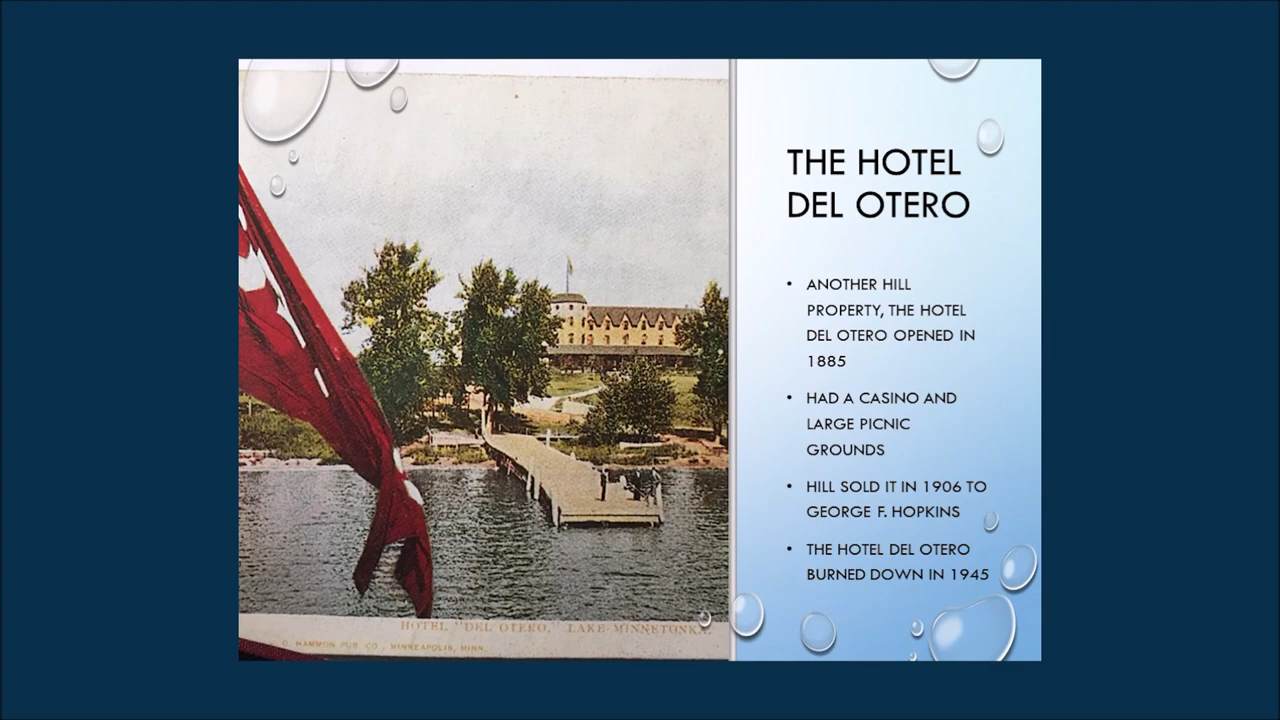 THE HOTEL
DEL OTERO
• ANOTHER HILL
PROPERTY, THE HOTEL
DEL OTERO OPENED IN
1885
• HAD A CASINO AND
LARGE PICNIC
GROUNDS
• HILL SOLD IT IN 1906 TO
GEORGE F. HOPKINS
• THE HOTEL DEL OTERO
BURNED DOWN IN 1945
HOTEL "DEL OTERO," LAKE-MINNETONKA.
HAMMON PUB. CO., MINNEAPOLIS, MINN.